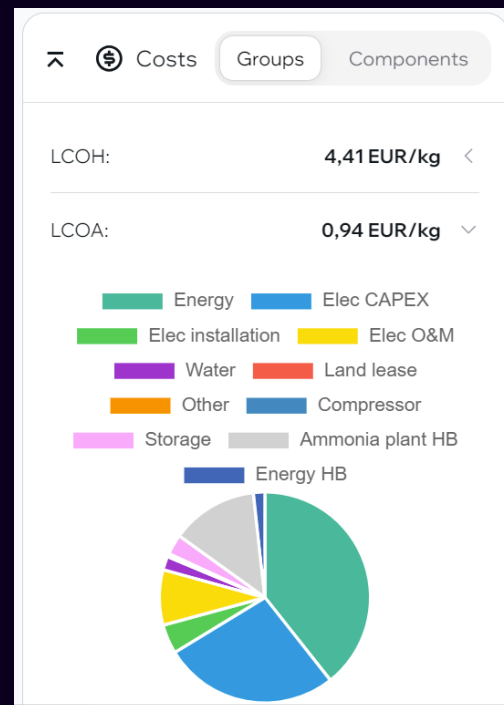 Costs Groups Components
LCOH: 4,41 EUR/kg
LCOA: 0,94 EUR/kg
Energy Elec CAPEX
Elec installation Elec O&M
Water Land lease
Other Compressor
Storage Ammonia plant HB
Energy HB